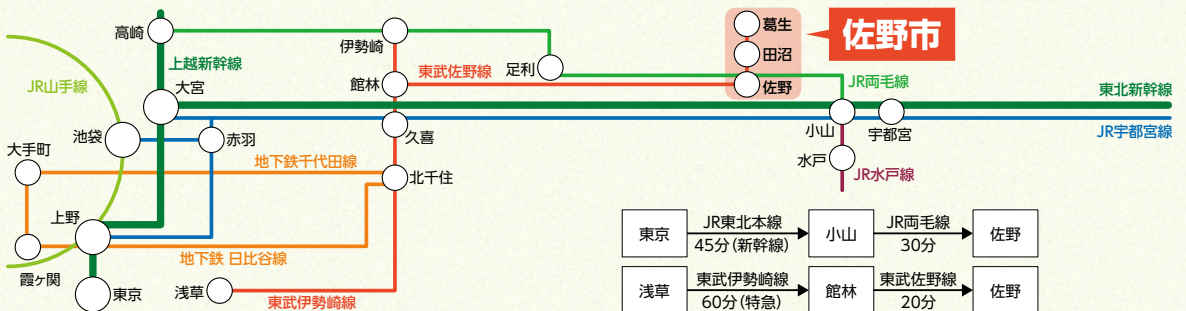 高崎
伊勢崎
葛生
佐野市
上越新幹線
田沼
足利
館林
東武佐野線
JR山手線
大宮
佐野
JR両毛線
東北新幹線
池袋
赤羽
久喜
小山
宇都宮
JR宇都宮線
大手町
地下鉄千代田線
水戸
北千住
JR水戸線
上野
霞ヶ関
地下鉄 日比谷線
東京
浅草
東武伊勢崎線
東京
JR東北本線
45分(新幹線)
小山
JR両毛線
30分
佐野
浅草
東武伊勢崎線
60分(特急)
館林
東武佐野線
20分
佐野